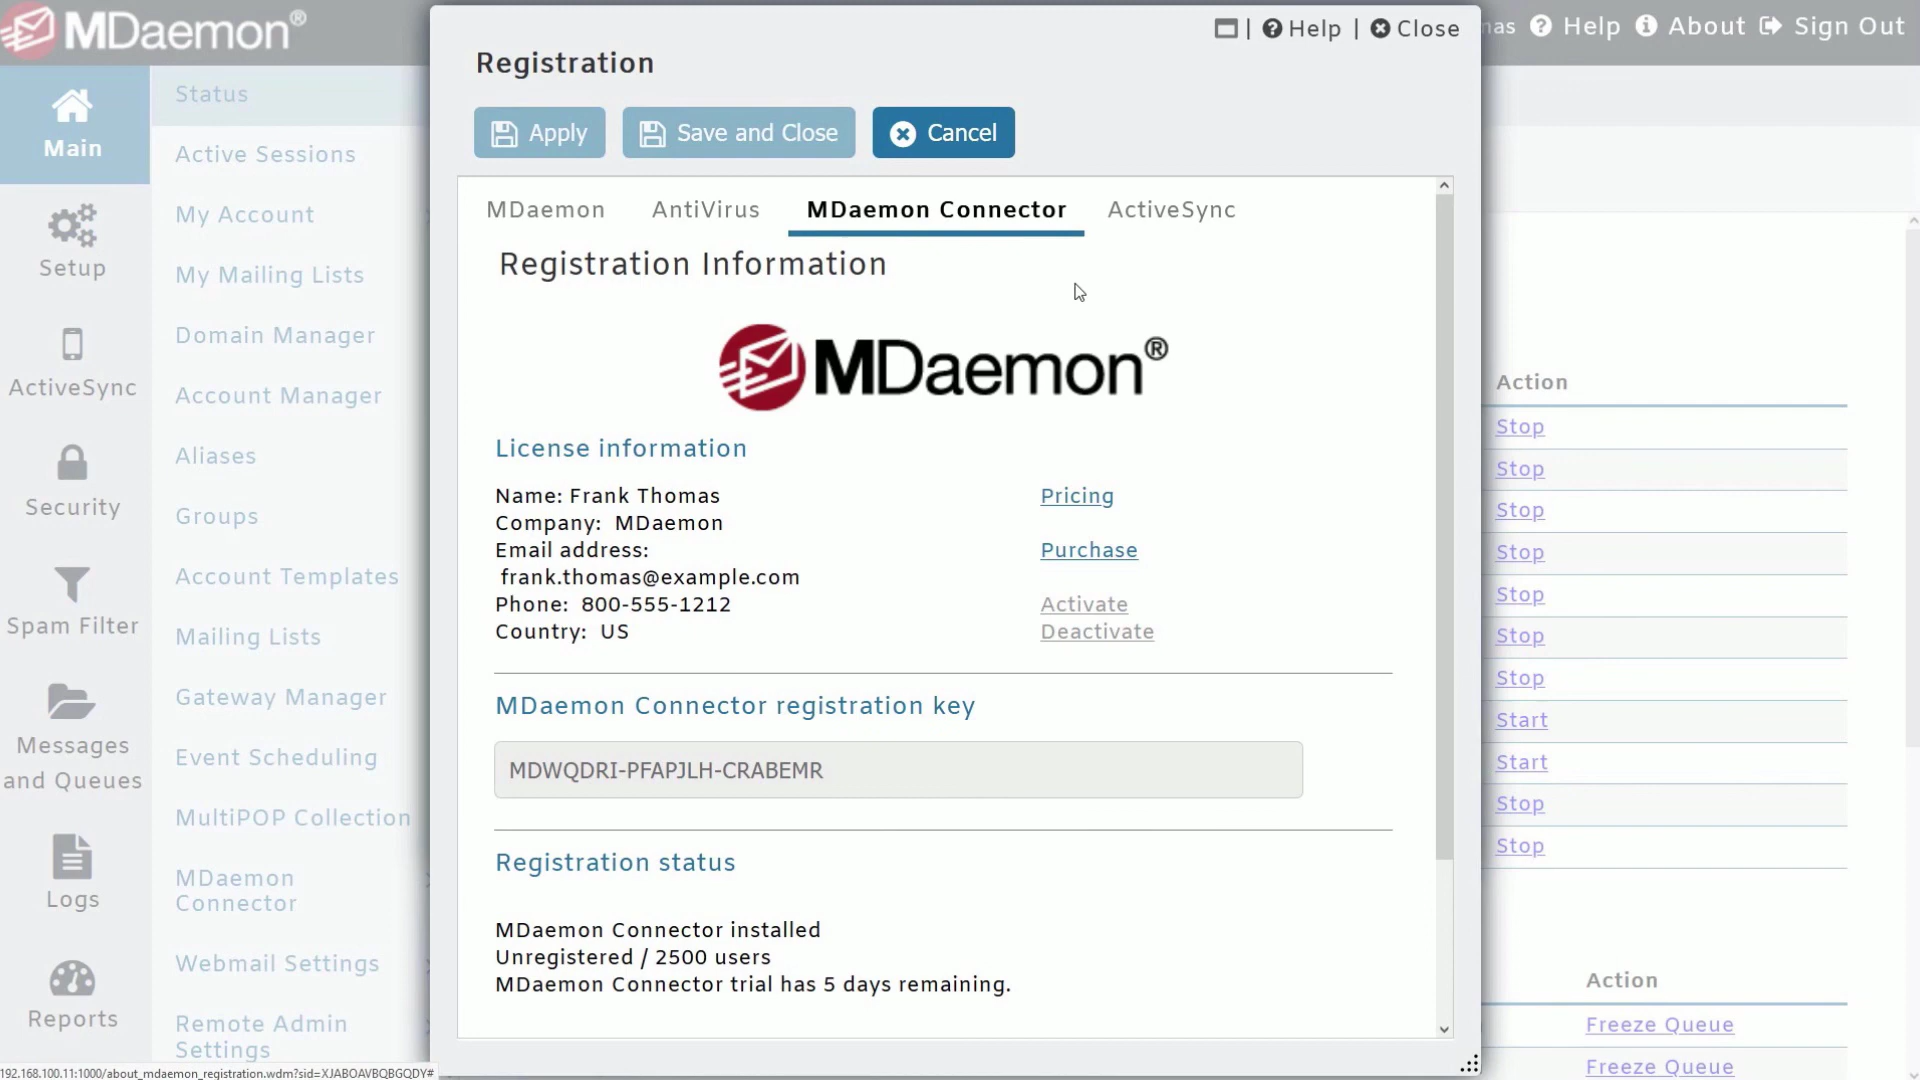 MDaemon®
nas Help About Sign Out
Main
Setup
ActiveSync
Security
Spam Filter
Messages
and Queues
Logs
Reports
Status
Active Sessions
My Account
My Mailing Lists
Domain Manager
Account Manager
Aliases
Groups
Account Templates
Mailing Lists
Gateway Manager
Event Scheduling
MultiPOP Collection
MDaemon
Connector
Webmail Settings
Remote Admin
Settings
| Help | Close
Registration
Apply Save and Close Cancel
MDaemon AntiVirus MDaemon Connector ActiveSync
Registration Information
MDaemon®
License information
Name: Frank Thomas
Company: MDaemon
Email address:
frank.thomas@example.com
Phone: 800-555-1212
Country: US
Pricing
Purchase
Activate
Deactivate
MDaemon Connector registration key
MDWQDRI-PFAPJLH-CRABEMR
Registration status
MDaemon Connector installed
Unregistered / 2500 users
MDaemon Connector trial has 5 days remaining.
Action
Stop
Stop
Stop
Stop
Stop
Stop
Stop
Start
Start
Stop
Stop
Action
Freeze Queue
Freeze Queue
192.168.100.11:1000/about_mdaemon_registration.wdm?sid=XJABOAVBQBGQDY#